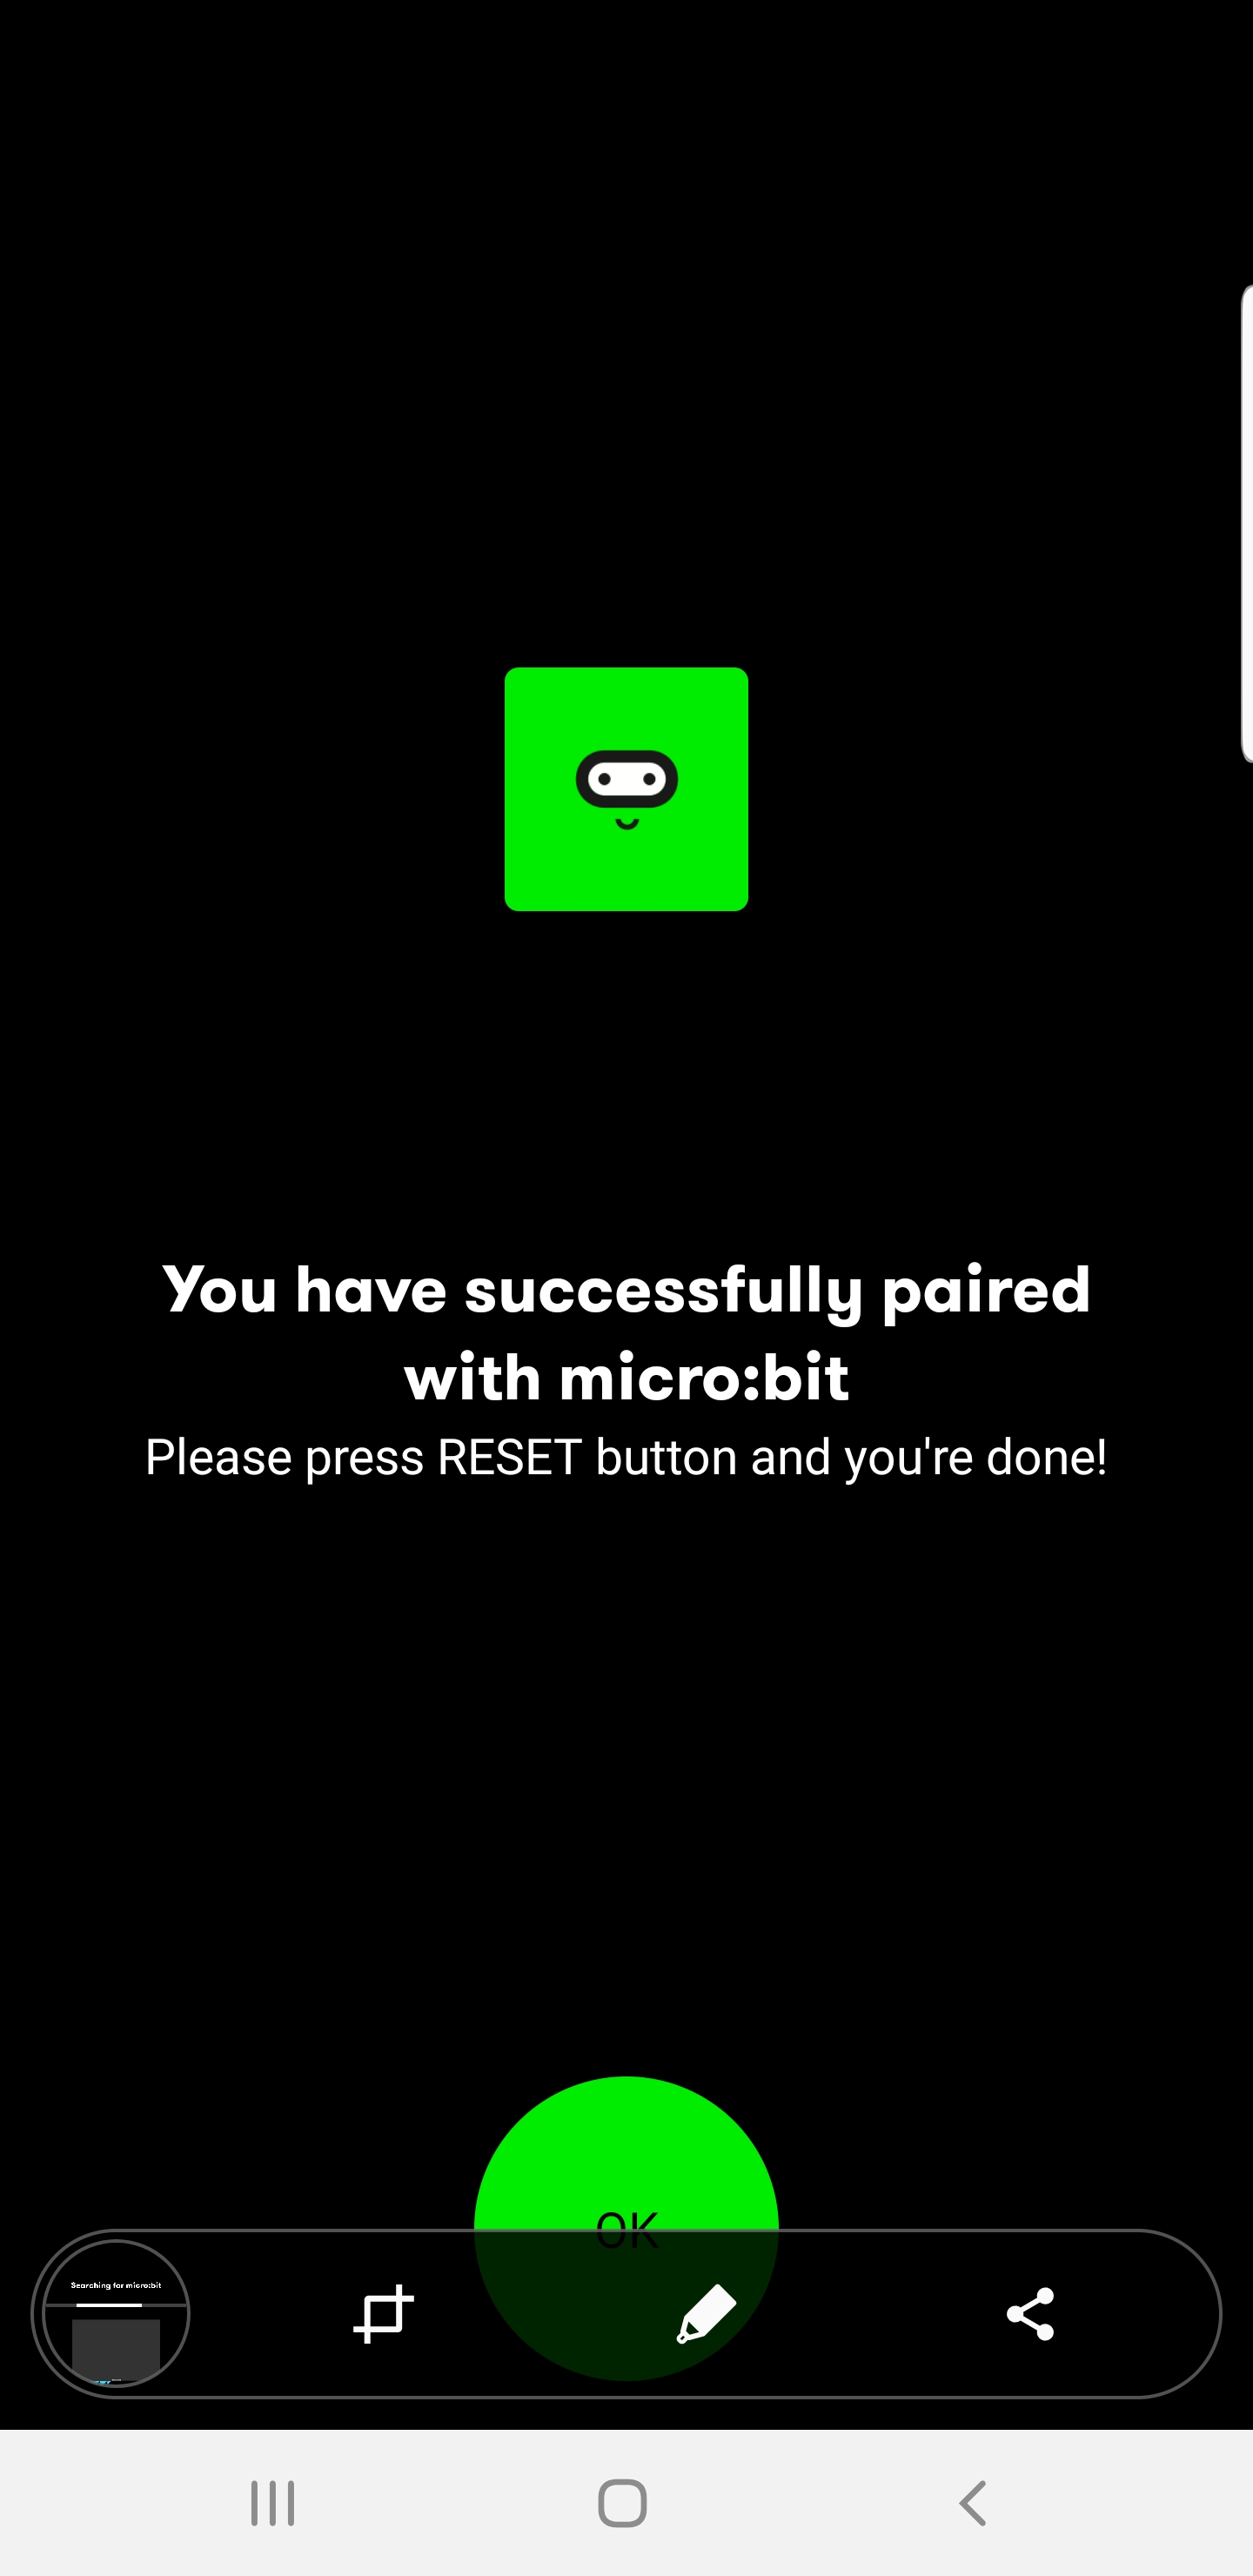 You have successfully paired
with micro:bit
Please press RESET button and you're done!
OK
Searching for micro:bit